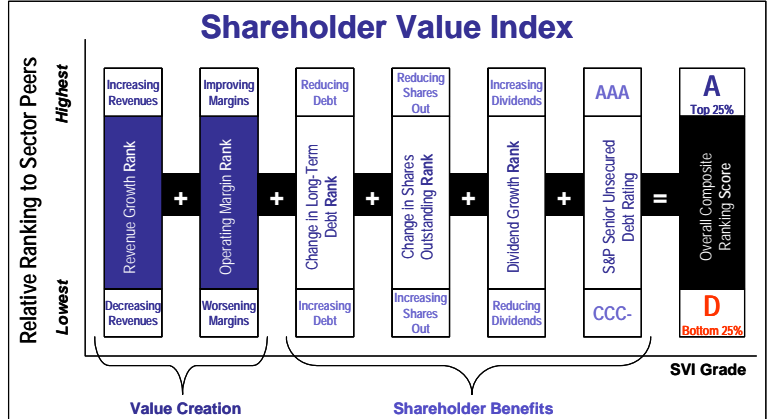 Shareholder Value Index
Relative Ranking to Sector Peers
Highest
Lowest
Increasing
Revenues
Revenue Growth Rank
Decreasing
Revenues
+
Improving
Margins
Operating Margin Rank
Worsening
Margins
+
Reducing
Debt
Change in Long-Term
Debt Rank
Increasing
Debt
+
Reducing
Shares
Out
Change in Shares
Outstanding Rank
Increasing
Shares
Out
+
Increasing
Dividends
Dividend Growth Rank
Reducing
Dividends
+
AAA
S&P Senior Unsecured
Debt Rating
CCC-
=
A
Top 25%
Overall Composite
Ranking Score
D
Bottom 25%
SVI Grade
Value Creation
Shareholder Benefits